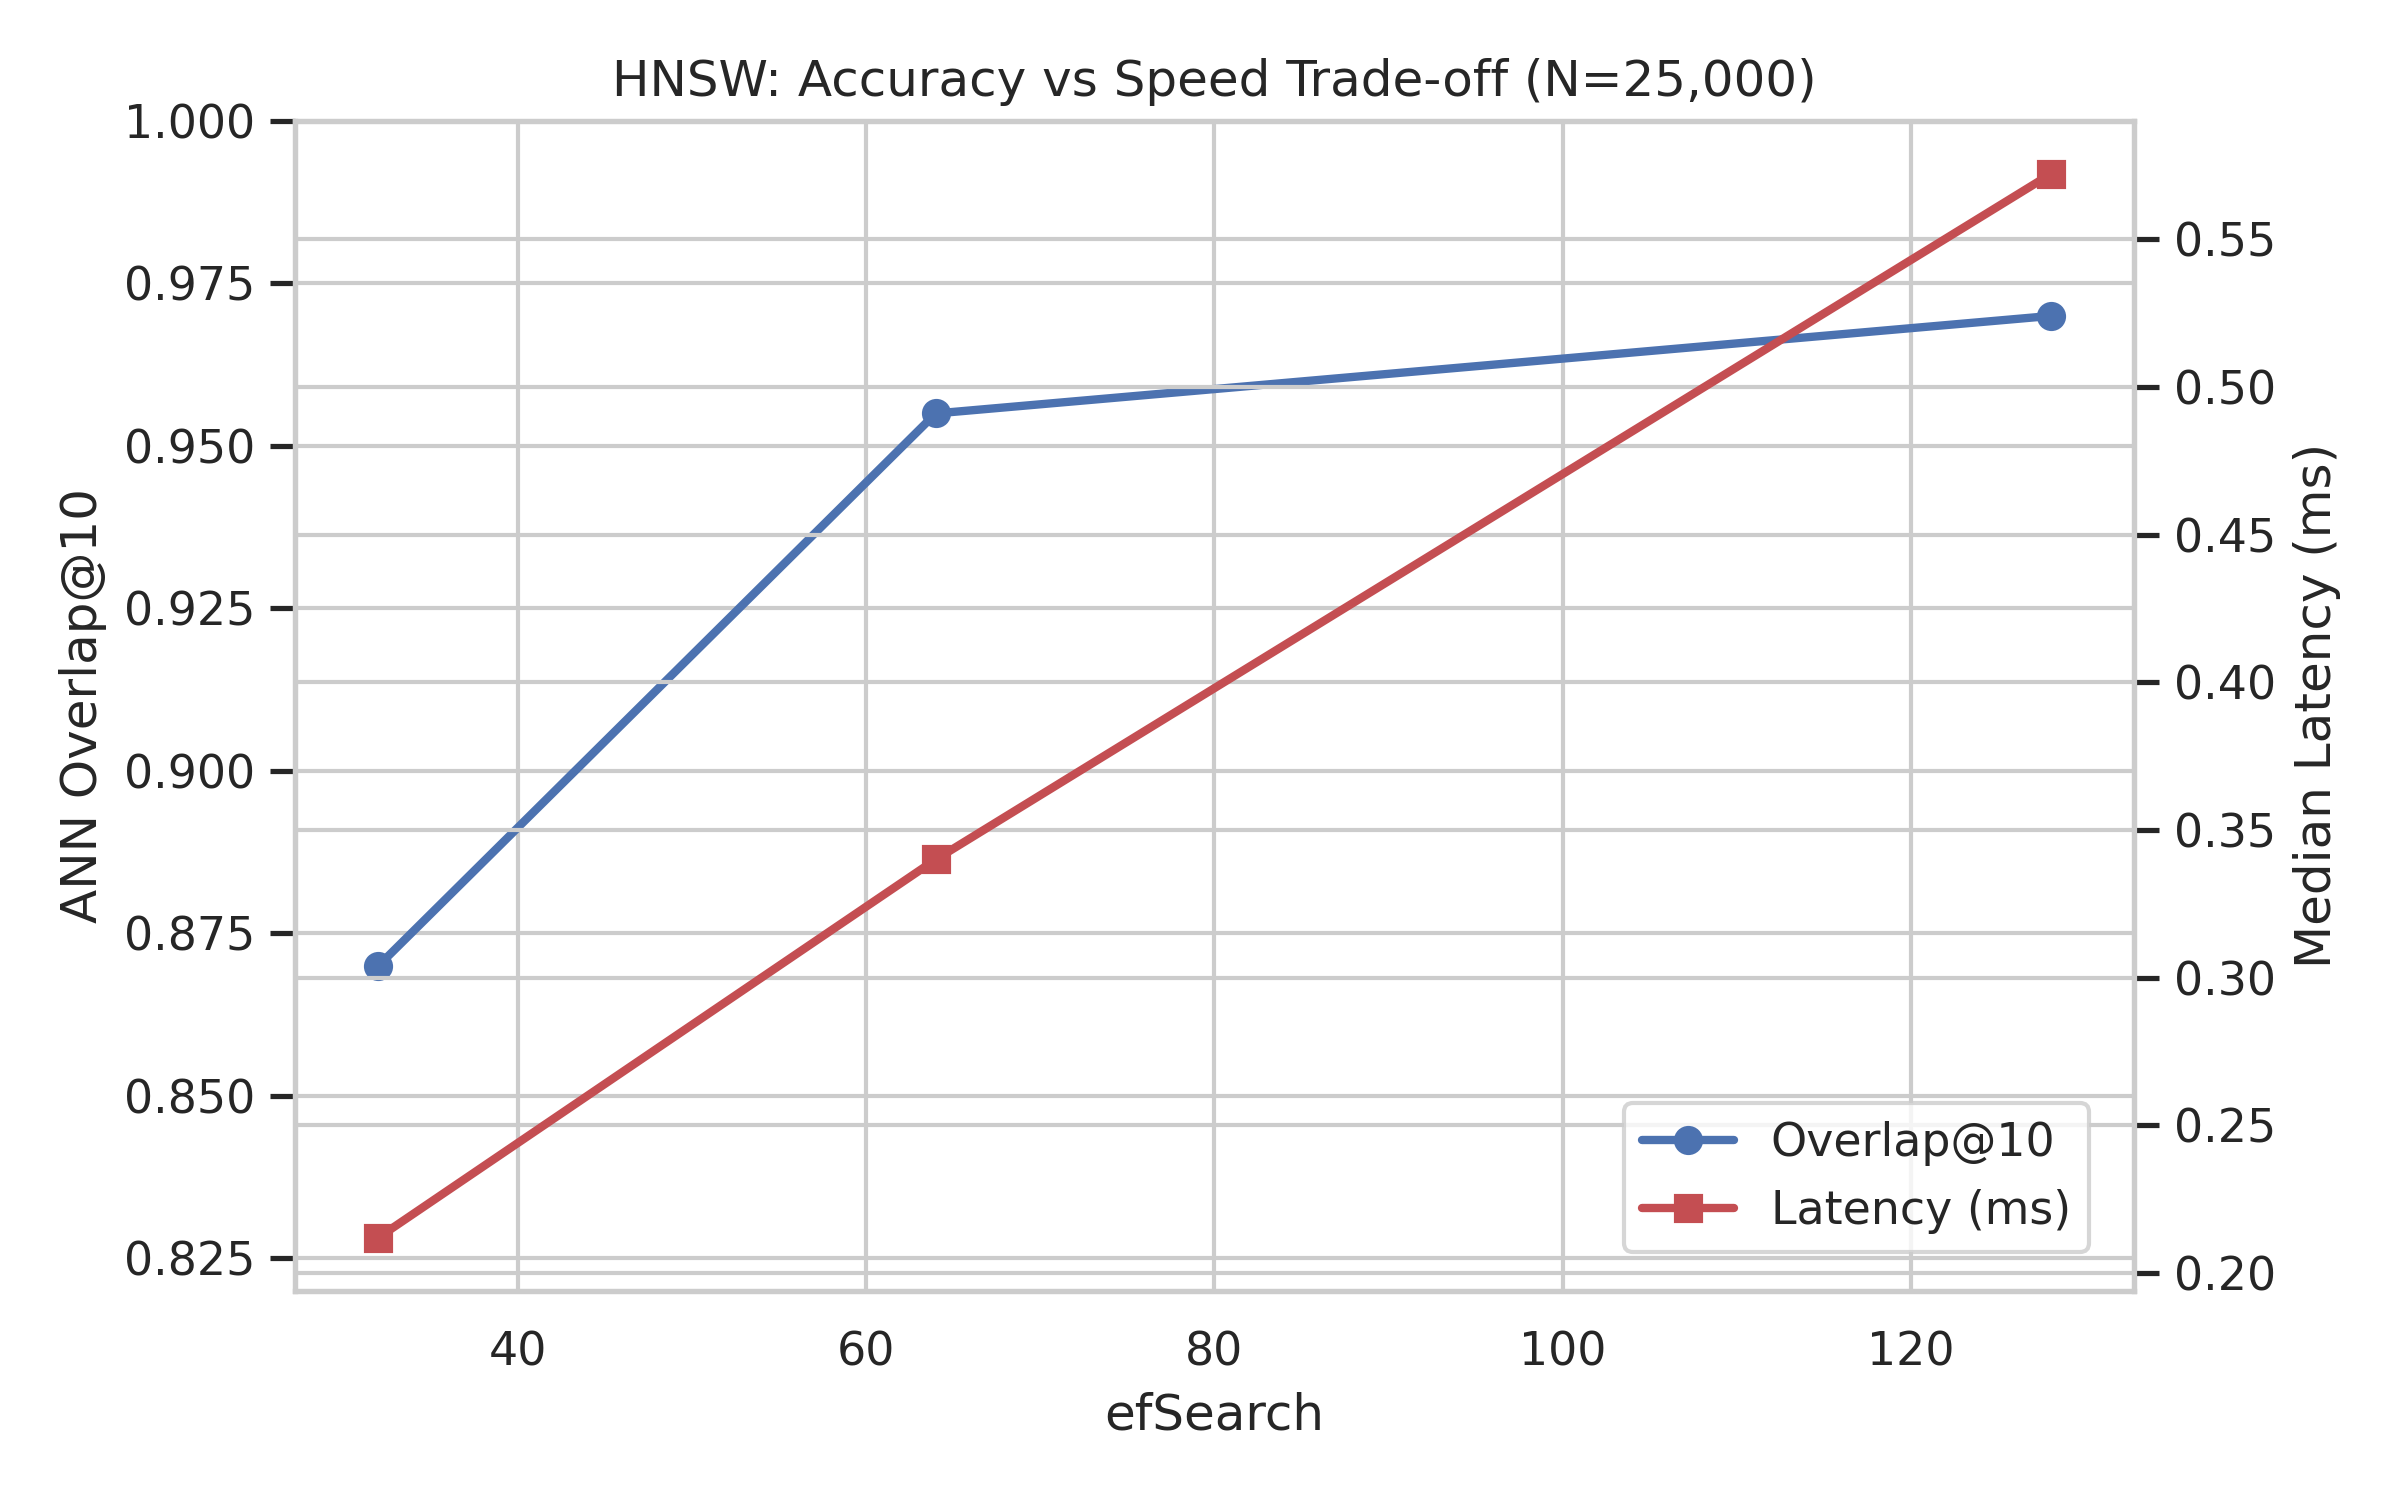 HNSW: Accuracy vs Speed Trade-off (N=25,000)
1.000
0.975
0.950
0.925
0.900
0.875
0.850
0.825
ANN Overlap@10
0.55
0.50
0.45
0.40
0.35
0.30
0.25
0.20
Median Latency (ms)
Overlap@10
Latency (ms)
40 60 80 100 120
efSearch